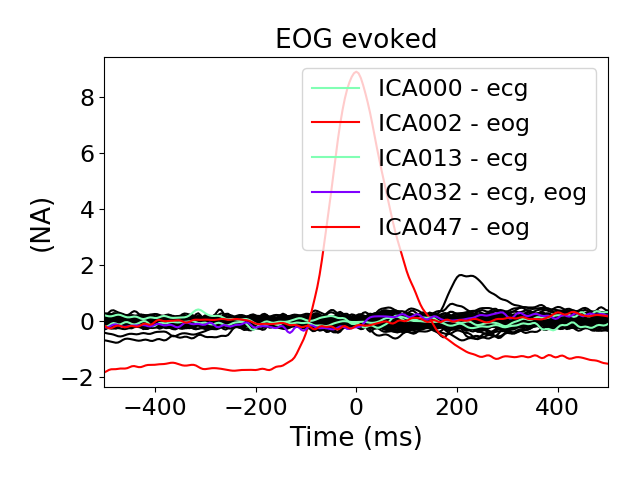 EOG evoked
(NA)
8
6
4
2
0
−2
ICA000 - ecg
ICA002 - eog
ICA013 - ecg
ICA032 - ecg, eog
ICA047 - eog
−400
−200
0
200
400
Time (ms)